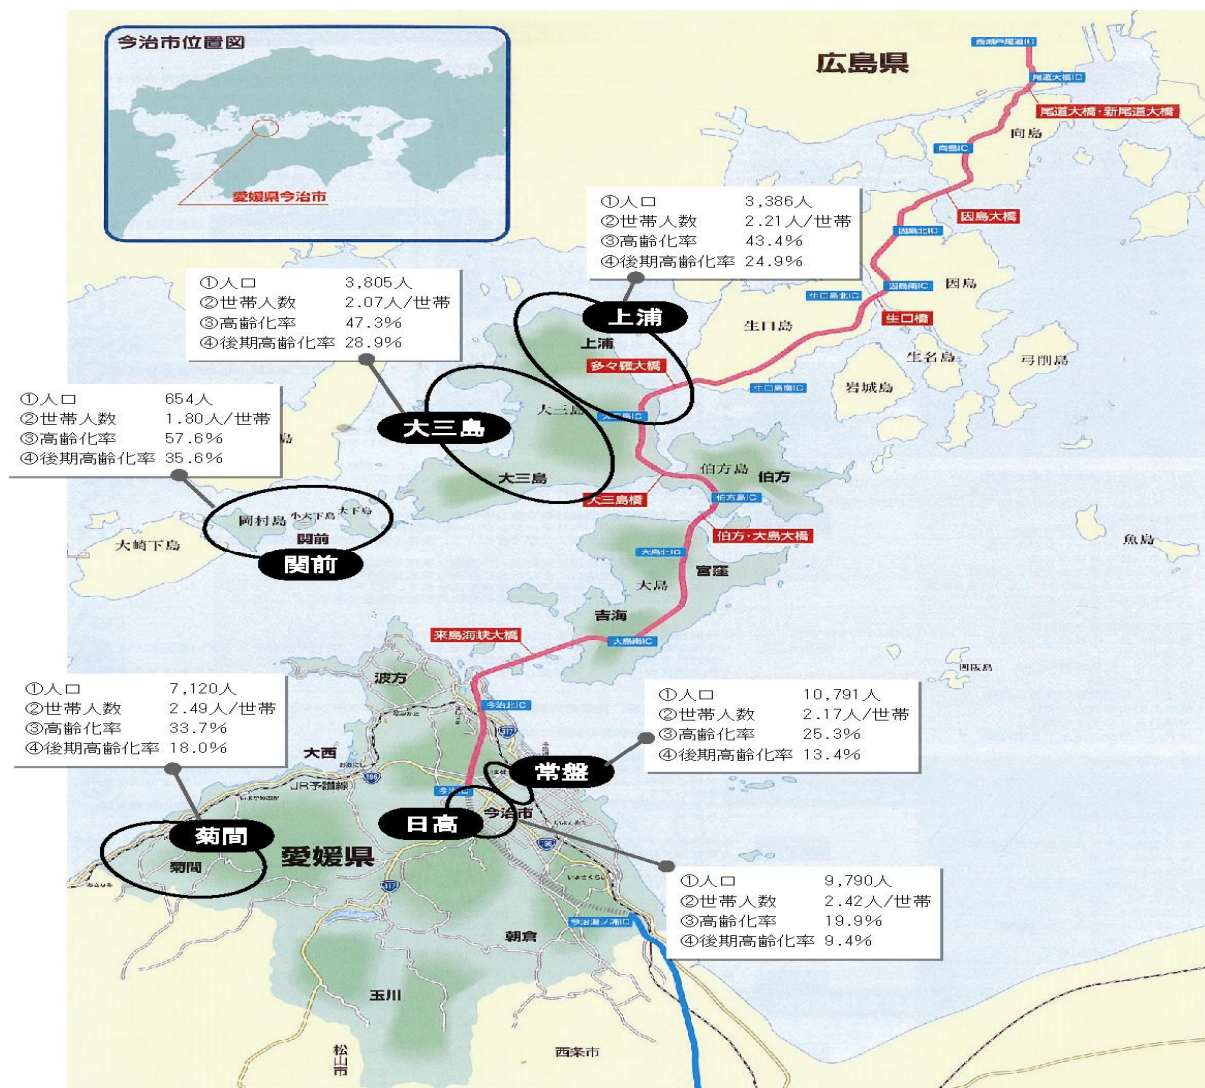 今治市位置図
愛媛県今治市
広島県
西瀬戸尾道IC
尾道大橋IC
尾道大橋・新尾道大橋
向島
向島IC
因島大橋
因島北IC
因島
因島南IC
生口島北IC
生口橋
生口島
生名島
弓削島
岩城島
生口島南IC
多々羅大橋
①人口 3,386人
②世帯人数 2.21人/世帯
③高齢化率 43.4%
④後期高齢化率 24.9%
上浦
上浦
①人口 3,805人
②世帯人数 2.07人/世帯
③高齢化率 47.3%
④後期高齢化率 28.9%
大三島
大三島
大三島IC
大三島
大三島橋
伯方島
伯方
伯方島IC
伯方・大島大橋
①人口 654人
②世帯人数 1.80人/世帯
③高齢化率 57.6%
④後期高齢化率 35.6%
島
岡村島
小大下島
大下島
関前
関前
大崎下島
大島北IC
宮窪
大島
吉海
大島南IC
魚島
四阪島
来島海峡大橋
波方
今治北IC
①人口 7,120人
②世帯人数 2.49人/世帯
③高齢化率 33.7%
④後期高齢化率 18.0%
①人口 10,791人
②世帯人数 2.17人/世帯
③高齢化率 25.3%
④後期高齢化率 13.4%
大西
おおにし
JR予讃線
196
317
常盤
今治市
日高
菊間
菊間
愛媛県
317
①人口 9,790人
②世帯人数 2.42人/世帯
③高齢化率 19.9%
④後期高齢化率 9.4%
いよさくらい
今治湯ノ浦IC
朝倉
玉川
松山市
西条市